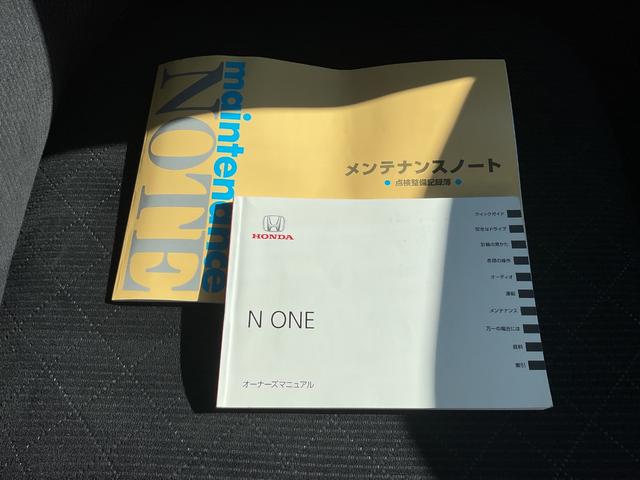 maintenance
NOTE
メンテナンスノート
● 点検整備記録簿 ●
HONDA
N ONE
オーナーズマニュアル
クイックガイド
安全なドライブ
計器の見かた
各部の操作
オーディオ
運転
メンテナンス
万一の場合には
資料
索引